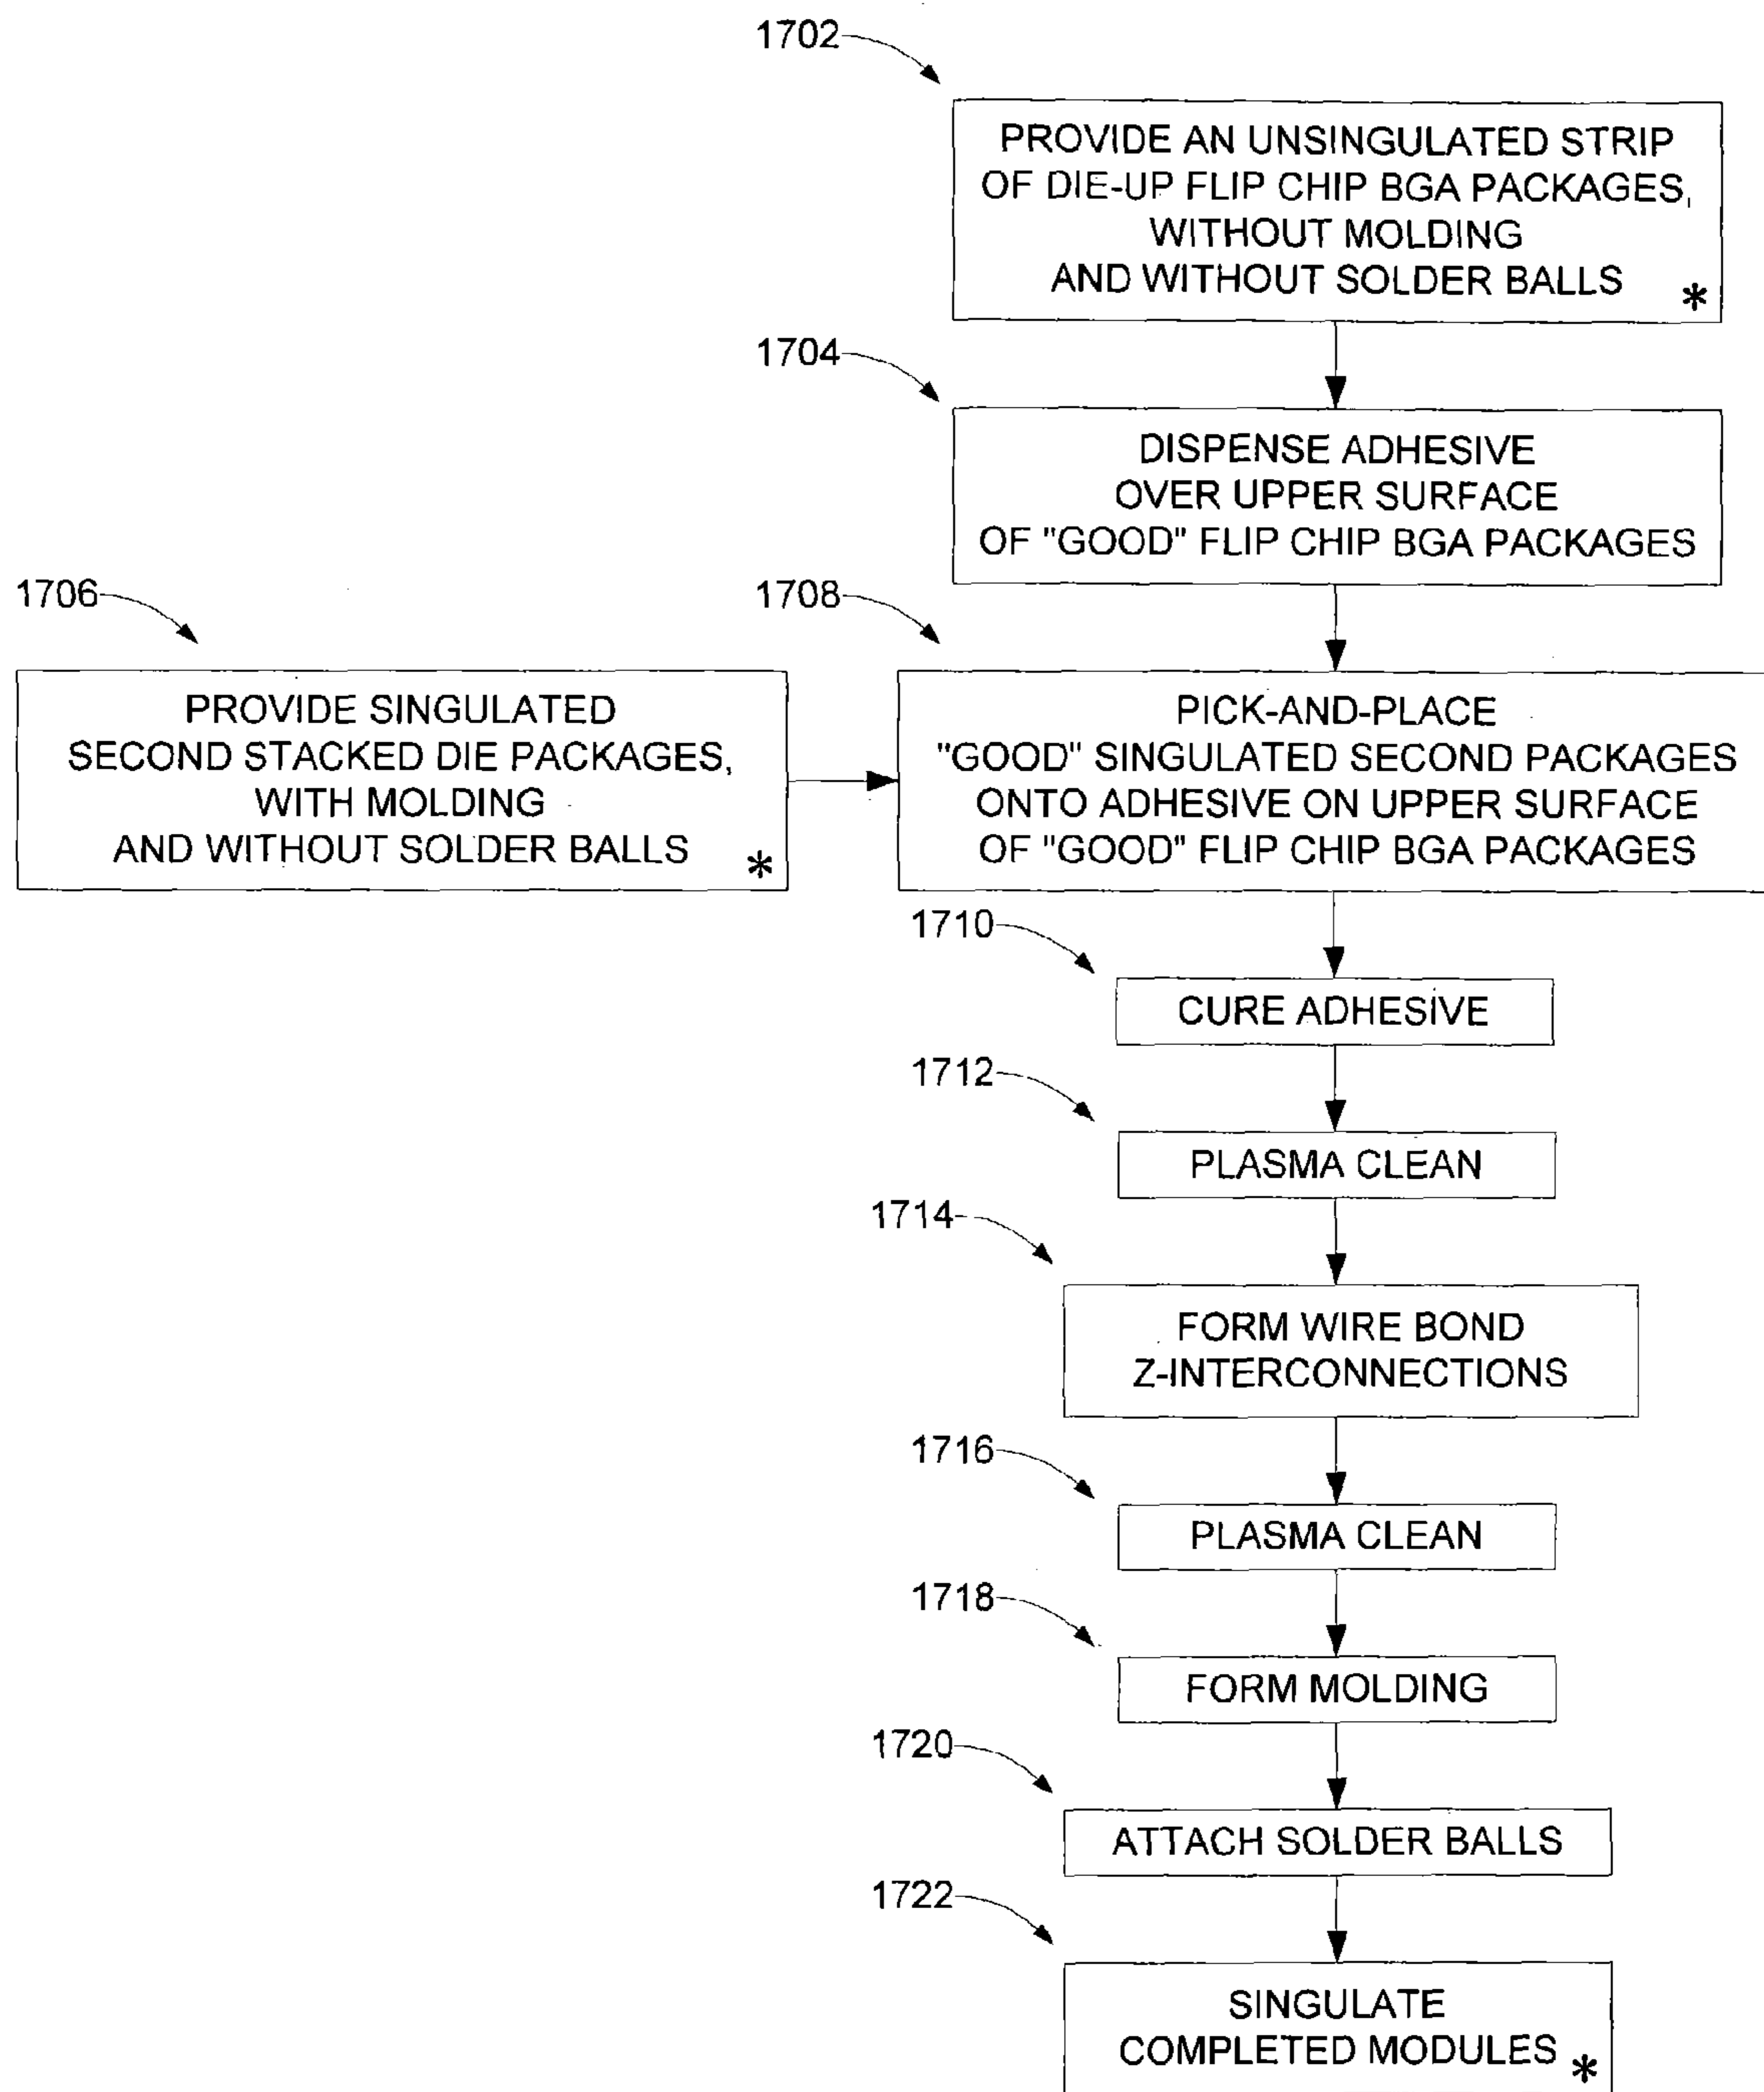 1702
PROVIDE AN UNSINGULATED STRIP
OF DIE-UP FLIP CHIP BGA PACKAGES,
WITHOUT MOLDING
AND WITHOUT SOLDER BALLS *
1704
DISPENSE ADHESIVE
OVER UPPER SURFACE
OF "GOOD" FLIP CHIP BGA PACKAGES
1706
PROVIDE SINGULATED
SECOND STACKED DIE PACKAGES,
WITH MOLDING
AND WITHOUT SOLDER BALLS *
1708
PICK-AND-PLACE
"GOOD" SINGULATED SECOND PACKAGES
ONTO ADHESIVE ON UPPER SURFACE
OF "GOOD" FLIP CHIP BGA PACKAGES
1710
CURE ADHESIVE
1712
PLASMA CLEAN
1714
FORM WIRE BOND
Z-INTERCONNECTIONS
1716
PLASMA CLEAN
1718
FORM MOLDING
1720
ATTACH SOLDER BALLS
1722
SINGULATE
COMPLETED MODULES *